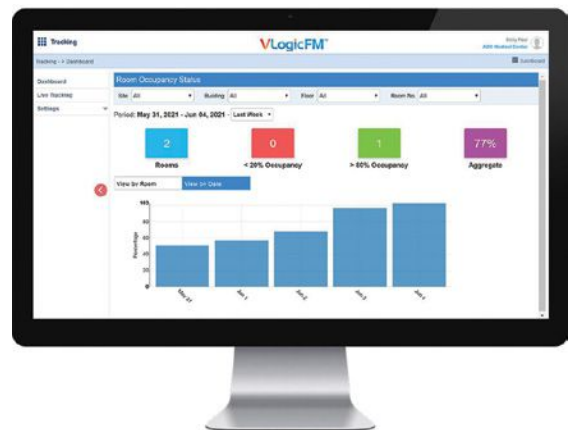 Tracking
VLogicFM
Tracking -> Dashboard
Dashboard
Dashboard
Live Tracking
Settings
Room Occupancy Status
Site All Building All Floor All Room No. All
Period: May 31, 2021 - Jun 04, 2021 - Last Week
2 0 1 77%
Rooms < 20% Occupancy > 80% Occupancy Aggregate
View by Room View by Date
Percentage
80
60
40
20
0
May 31 Jun 1 Jun 2 Jun 3 Jun 4